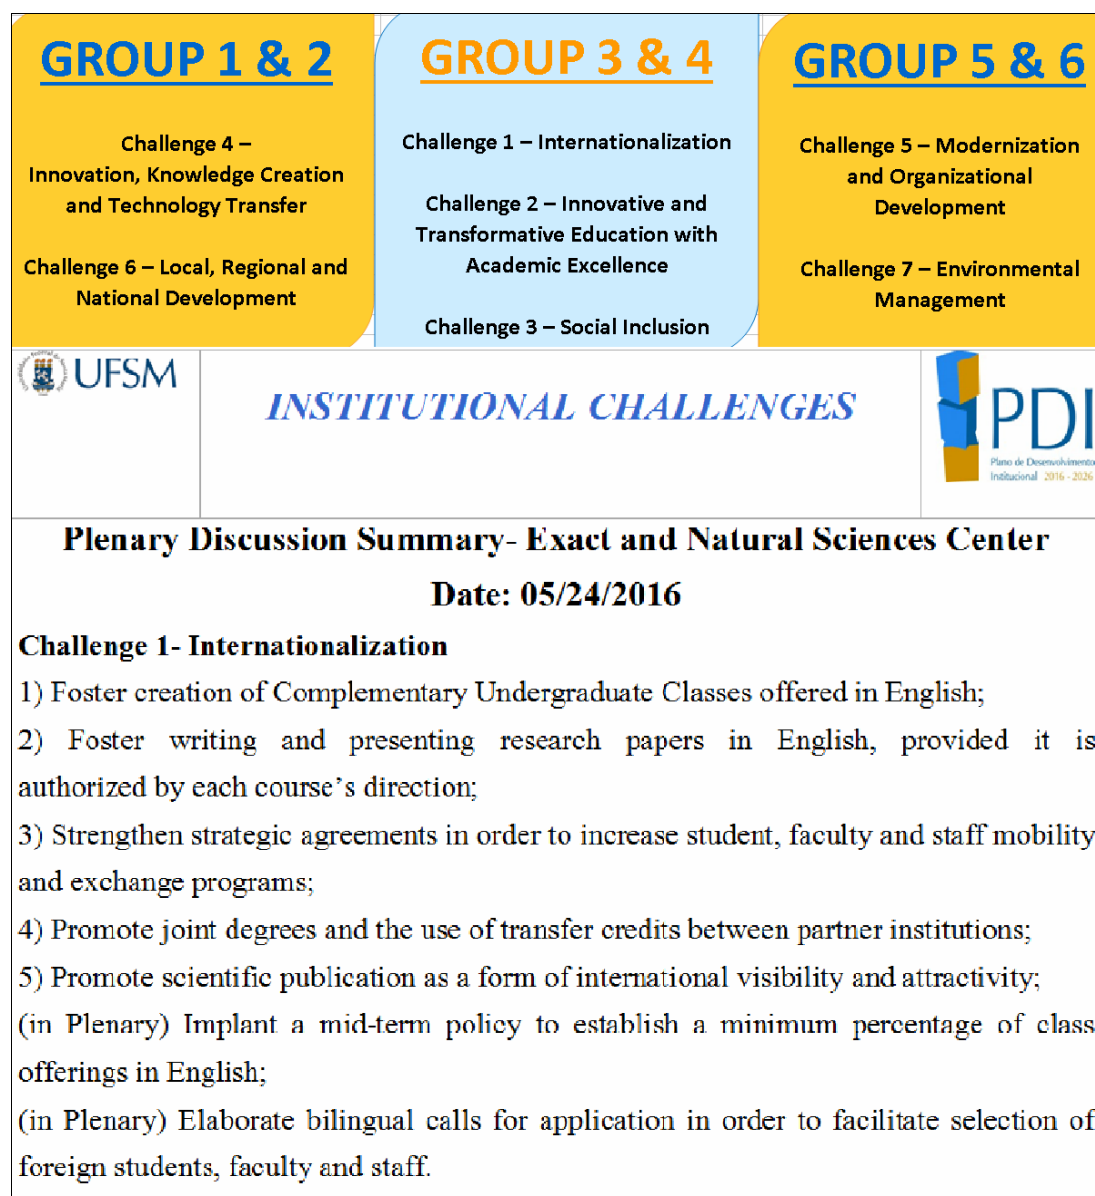 GROUP 1 & 2
Challenge 4 –
Innovation, Knowledge Creation
and Technology Transfer
Challenge 6 – Local, Regional and
National Development
GROUP 3 & 4
Challenge 1 – Internationalization
Challenge 2 – Innovative and
Transformative Education with
Academic Excellence
Challenge 3 – Social Inclusion
GROUP 5 & 6
Challenge 5 – Modernization
and Organizational
Development
Challenge 7 – Environmental
Management
UFSM
INSTITUTIONAL CHALLENGES
PDI
Plano de Desenvolvimento
Institucional 2016 - 2026
Plenary Discussion Summary- Exact and Natural Sciences Center
Date: 05/24/2016
Challenge 1- Internationalization
1) Foster creation of Complementary Undergraduate Classes offered in English;
2) Foster writing and presenting research papers in English, provided it is
authorized by each course’s direction;
3) Strengthen strategic agreements in order to increase student, faculty and staff mobility
and exchange programs;
4) Promote joint degrees and the use of transfer credits between partner institutions;
5) Promote scientific publication as a form of international visibility and attractivity;
(in Plenary) Implant a mid-term policy to establish a minimum percentage of class
offerings in English;
(in Plenary) Elaborate bilingual calls for application in order to facilitate selection of
foreign students, faculty and staff.